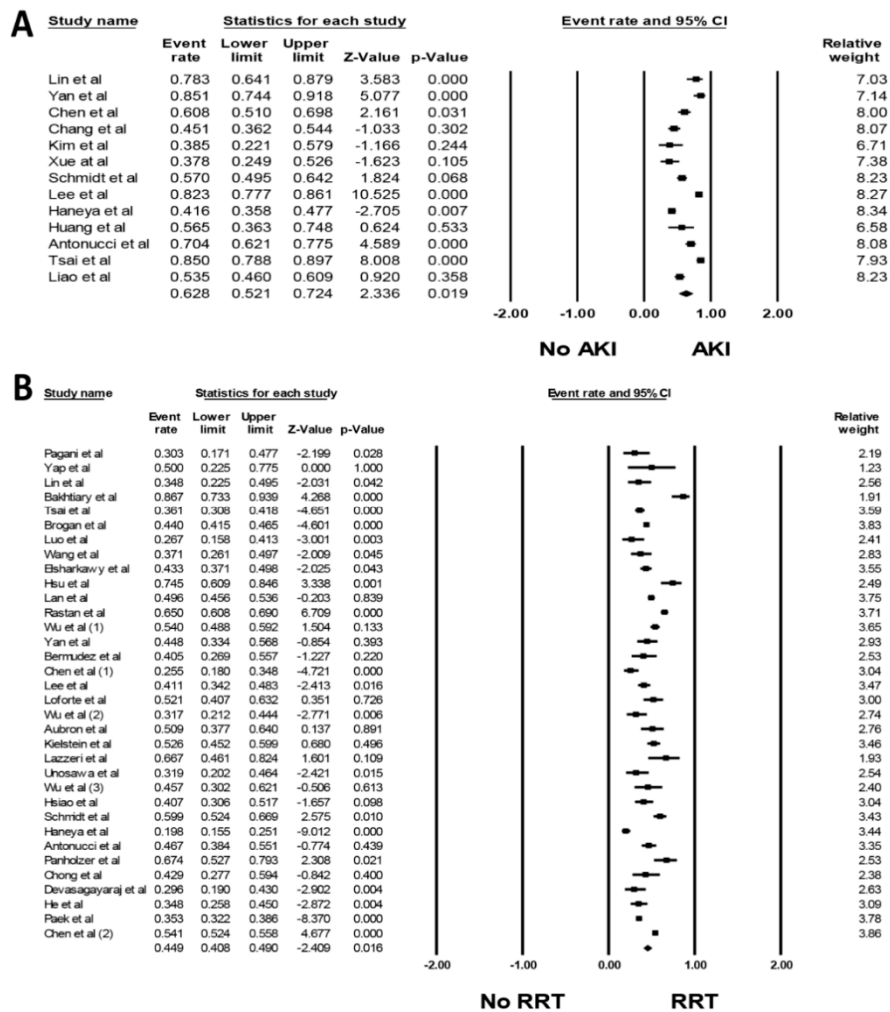 A
Study name Statistics for each study Event rate and 95% CI
Event rate Lower limit Upper limit Z-Value p-Value Relative weight
Lin et al 0.783 0.641 0.879 3.583 0.000 7.03
Yan et al 0.851 0.744 0.918 5.077 0.000 7.14
Chen et al 0.608 0.510 0.698 2.161 0.031 8.00
Chang et al 0.451 0.362 0.544 -1.033 0.302 8.07
Kim et al 0.385 0.221 0.579 -1.166 0.244 6.71
Xue at al 0.378 0.249 0.526 -1.623 0.105 7.38
Schmidt et al 0.570 0.495 0.642 1.824 0.068 8.23
Lee et al 0.823 0.777 0.861 10.525 0.000 8.27
Haneya et al 0.416 0.358 0.477 -2.705 0.007 8.34
Huang et al 0.565 0.363 0.748 0.624 0.533 6.58
Antonucci et al 0.704 0.621 0.775 4.589 0.000 8.08
Tsai et al 0.850 0.788 0.897 8.008 0.000 7.93
Liao et al 0.535 0.460 0.609 0.920 0.358 8.23
0.628 0.521 0.724 2.336 0.019
-2.00 -1.00 0.00 1.00 2.00
No AKI AKI
B
Study name Statistics for each study Event rate and 95% CI
Event rate Lower limit Upper limit Z-Value p-Value Relative weight
Pagani et al 0.303 0.171 0.477 -2.199 0.028 2.19
Yap et al 0.500 0.225 0.775 0.000 1.000 1.23
Lin et al 0.348 0.225 0.495 -2.031 0.042 2.56
Bakhtiary et al 0.867 0.733 0.939 4.268 0.000 1.91
Tsai et al 0.361 0.308 0.418 -4.651 0.000 3.59
Brogan et al 0.440 0.415 0.465 -4.601 0.000 3.83
Luo et al 0.267 0.158 0.413 -3.001 0.003 2.41
Wang et al 0.371 0.261 0.497 -2.009 0.045 2.83
Elsharkawy et al 0.433 0.371 0.498 -2.025 0.043 3.55
Hsu et al 0.745 0.609 0.846 3.338 0.001 2.49
Lan et al 0.496 0.456 0.536 -0.203 0.839 3.75
Rastan et al 0.650 0.608 0.690 6.709 0.000 3.71
Wu et al (1) 0.540 0.488 0.592 1.504 0.133 3.65
Yan et al 0.448 0.334 0.568 -0.854 0.393 2.93
Bermudez et al 0.405 0.269 0.557 -1.227 0.220 2.53
Chen et al (1) 0.255 0.180 0.348 -4.721 0.000 3.04
Lee et al 0.411 0.342 0.483 -2.413 0.016 3.47
Loforte et al 0.521 0.407 0.632 0.351 0.726 3.00
Wu et al (2) 0.317 0.212 0.444 -2.771 0.006 2.74
Aubron et al 0.509 0.377 0.640 0.137 0.891 2.76
Kielstein et al 0.526 0.452 0.599 0.680 0.496 3.46
Lazzeri et al 0.667 0.461 0.824 1.601 0.109 1.93
Unosawa et al 0.319 0.202 0.464 -2.421 0.015 2.54
Wu et al (3) 0.457 0.302 0.621 -0.506 0.613 2.40
Hsiao et al 0.407 0.306 0.517 -1.657 0.098 3.04
Schmidt et al 0.599 0.524 0.669 2.575 0.010 3.43
Haneya et al 0.198 0.155 0.251 -9.012 0.000 3.44
Antonucci et al 0.467 0.384 0.551 -0.774 0.439 3.35
Panholzer et al 0.674 0.527 0.793 2.308 0.021 2.53
Chong et al 0.429 0.277 0.594 -0.842 0.400 2.38
Devasagayaraj et al 0.296 0.190 0.430 -2.902 0.004 2.63
He et al 0.348 0.258 0.450 -2.872 0.004 3.09
Paek et al 0.353 0.322 0.386 -8.370 0.000 3.78
Chen et al (2) 0.541 0.524 0.558 4.677 0.000 3.86
0.449 0.408 0.490 -2.409 0.016
-2.00 -1.00 0.00 1.00 2.00
No RRT RRT